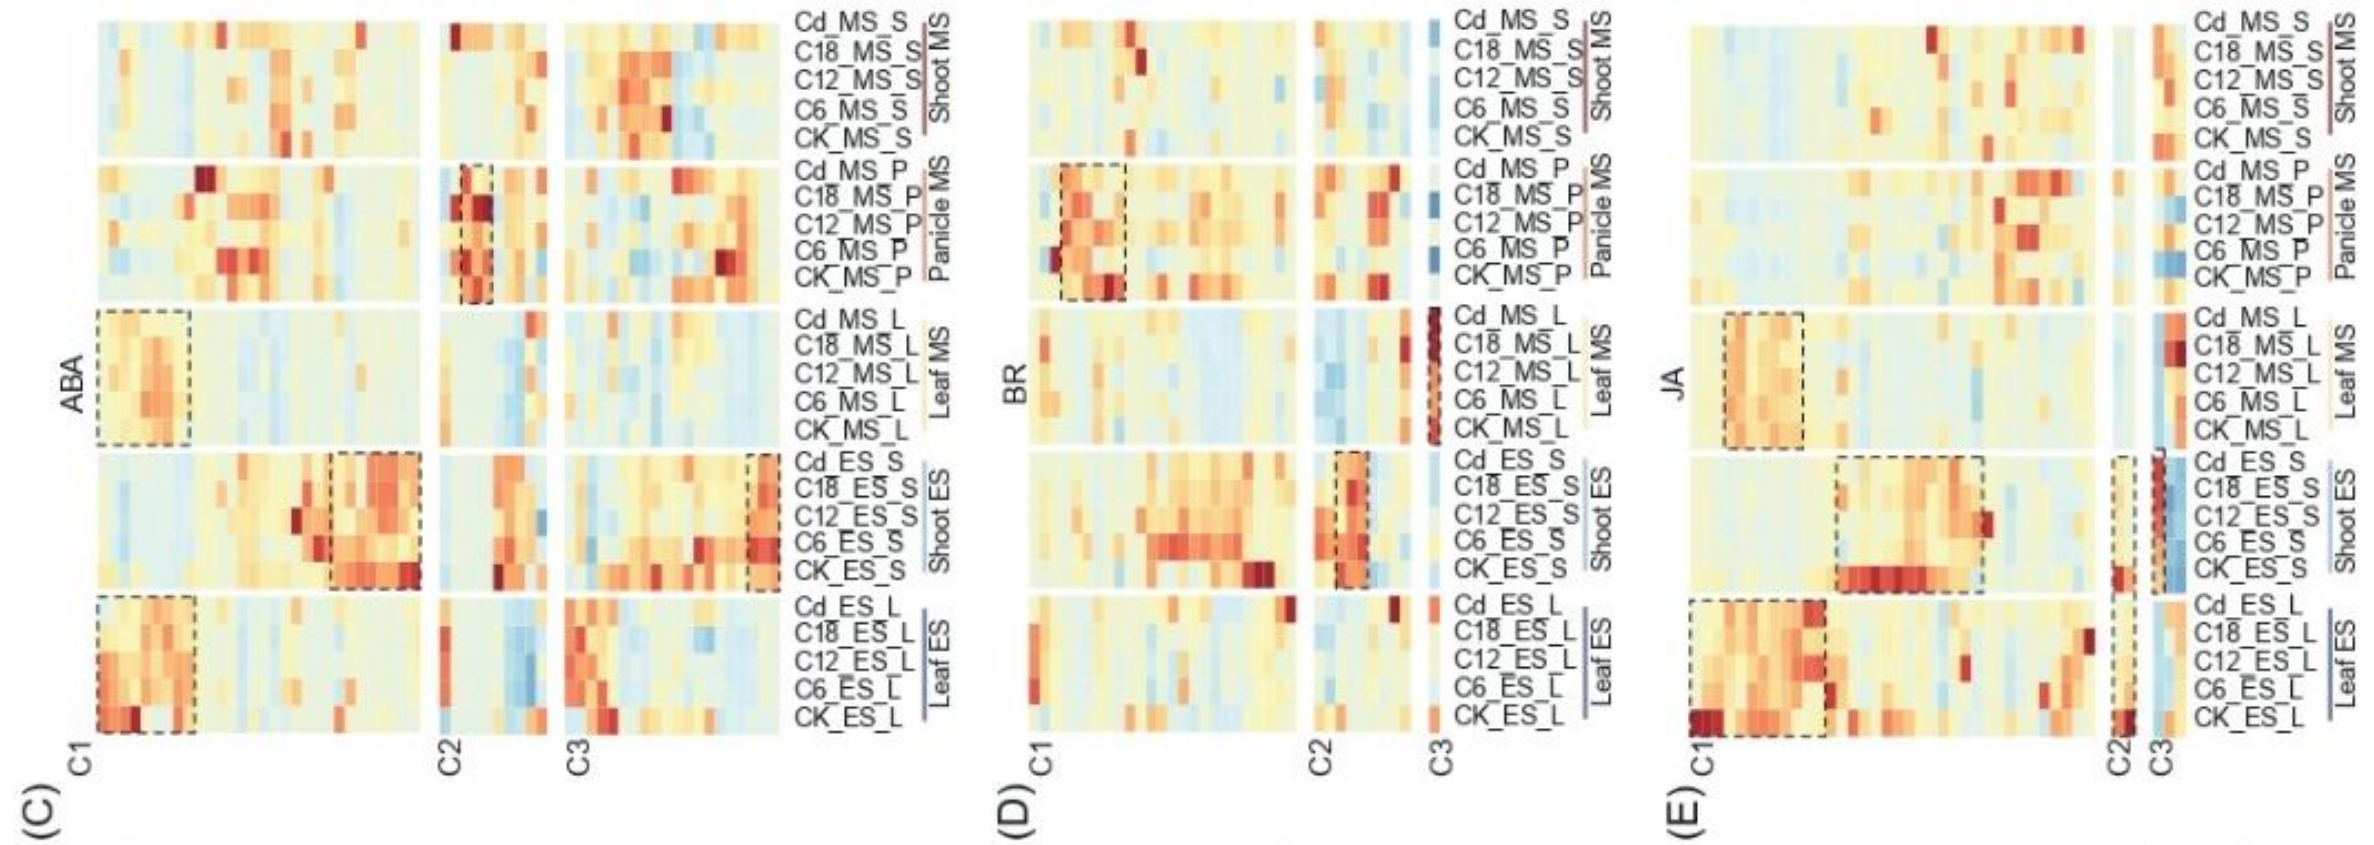 (C)
ABA
C1
C2
C3
Cd_MS_S
C18_MS_S
C12_MS_S
C6_MS_S
CK_MS_S
Shoot MS
Cd_MS_P
C18_MS_P
C12_MS_P
C6_MS_P
CK_MS_P
Panicle MS
Cd_MS_L
C18_MS_L
C12_MS_L
C6_MS_L
CK_MS_L
Leaf MS
Cd_ES_S
C18_ES_S
C12_ES_S
C6_ES_S
CK_ES_S
Shoot ES
Cd_ES_L
C18_ES_L
C12_ES_L
C6_ES_L
CK_ES_L
Leaf ES
(D)
BR
C1
C2
C3
Cd_MS_S
C18_MS_S
C12_MS_S
C6_MS_S
CK_MS_S
Shoot MS
Cd_MS_P
C18_MS_P
C12_MS_P
C6_MS_P
CK_MS_P
Panicle MS
Cd_MS_L
C18_MS_L
C12_MS_L
C6_MS_L
CK_MS_L
Leaf MS
Cd_ES_S
C18_ES_S
C12_ES_S
C6_ES_S
CK_ES_S
Shoot ES
Cd_ES_L
C18_ES_L
C12_ES_L
C6_ES_L
CK_ES_L
Leaf ES
(E)
JA
C1
C2
C3
Cd_MS_S
C18_MS_S
C12_MS_S
C6_MS_S
CK_MS_S
Shoot MS
Cd_MS_P
C18_MS_P
C12_MS_P
C6_MS_P
CK_MS_P
Panicle MS
Cd_MS_L
C18_MS_L
C12_MS_L
C6_MS_L
CK_MS_L
Leaf MS
Cd_ES_S
C18_ES_S
C12_ES_S
C6_ES_S
CK_ES_S
Shoot ES
Cd_ES_L
C18_ES_L
C12_ES_L
C6_ES_L
CK_ES_L
Leaf ES